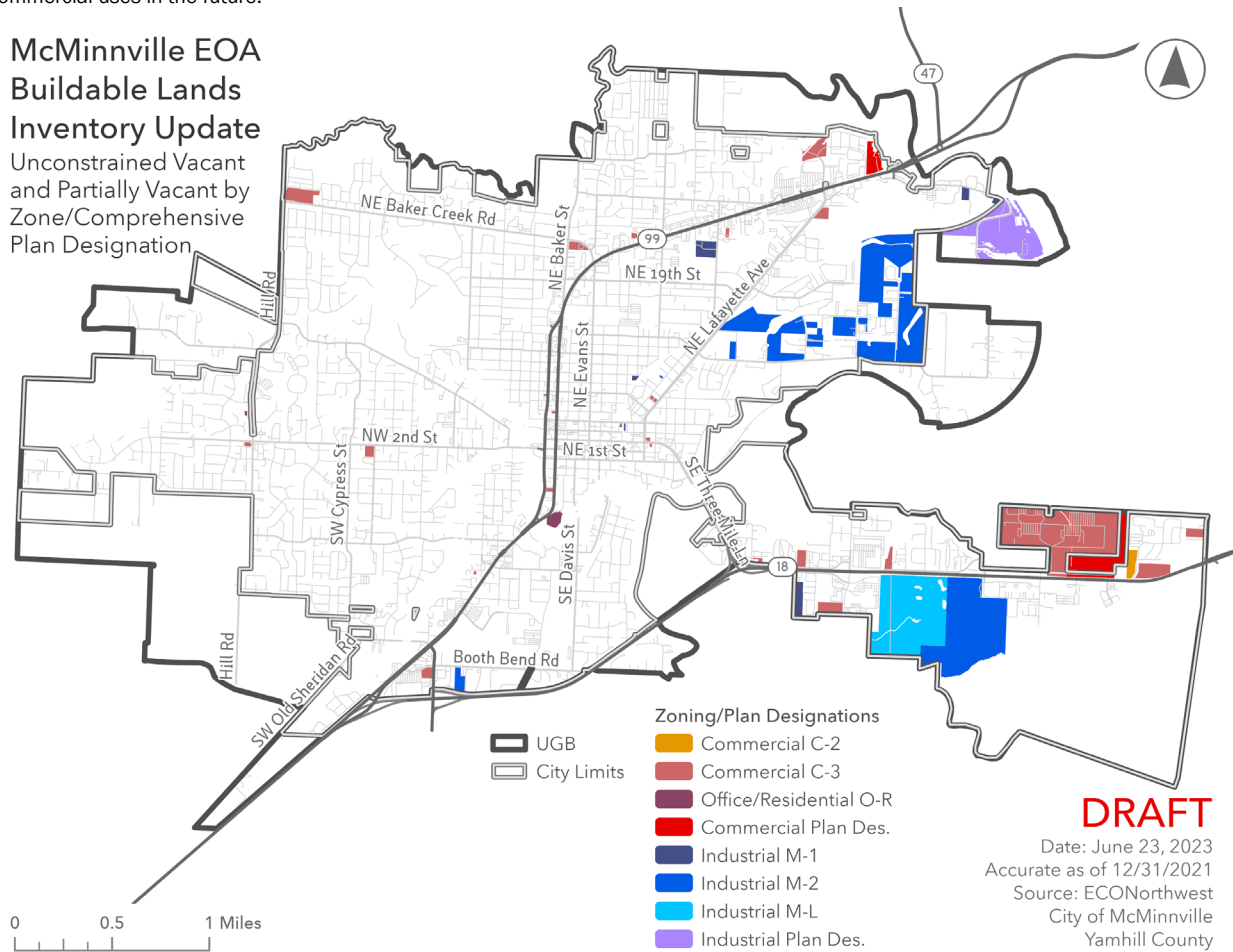 ommercial uses in the future.
McMinnville EOA
Buildable Lands
Inventory Update
Unconstrained Vacant
and Partially Vacant by
Zone/Comprehensive
Plan Designation
47
NE Baker Creek Rd
NE Baker St
99
NE 19th St
Hill Rd
NE Lafayette Ave
NE Evans St
NW 2nd St
NE 1st St
SW Cypress St
SE Three Mile Ln
SE Davis St
18
Hill Rd
Booth Bend Rd
SW Old Sheridan Rd
UGB
City Limits
Zoning/Plan Designations
Commercial C-2
Commercial C-3
Office/Residential O-R
Commercial Plan Des.
Industrial M-1
Industrial M-2
Industrial M-L
Industrial Plan Des.
DRAFT
Date: June 23, 2023
Accurate as of 12/31/2021
Source: ECONorthwest
City of McMinnville
Yamhill County
0 0.5 1 Miles